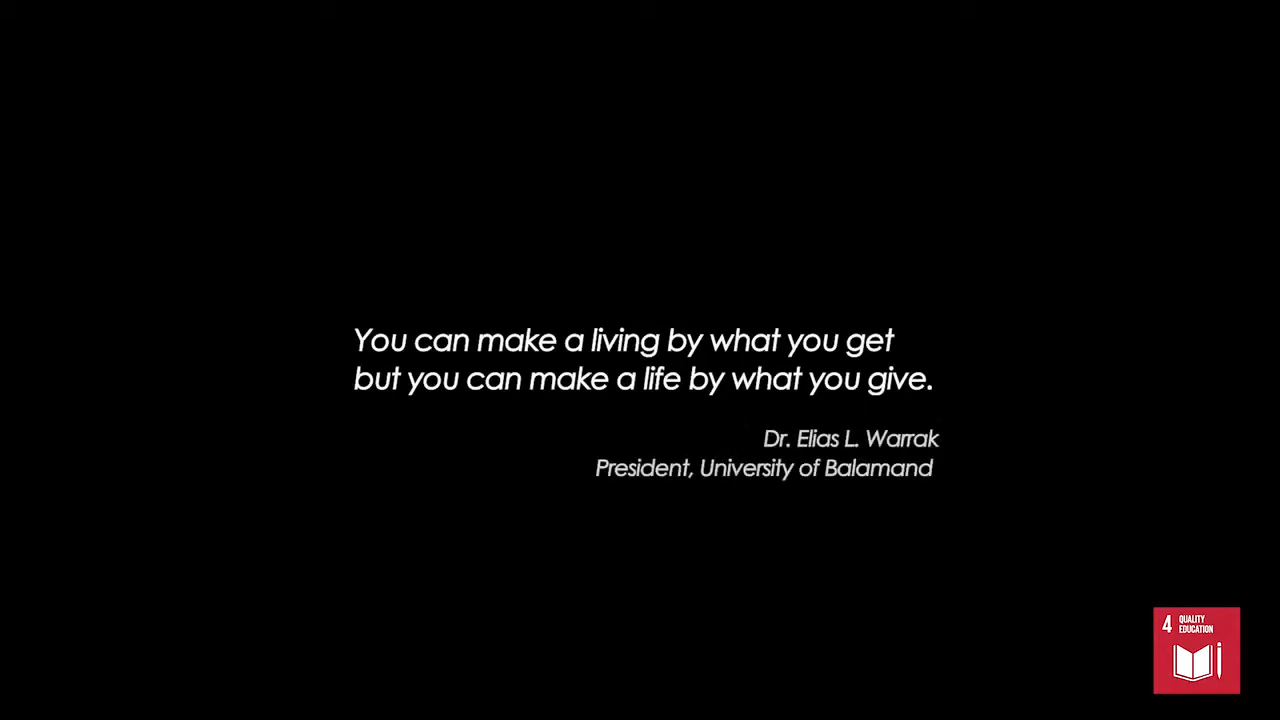 You can make a living by what you get
but you can make a life by what you give.
Dr. Elias L. Warrak
President, University of Balamand
4 QUALITY
EDUCATION